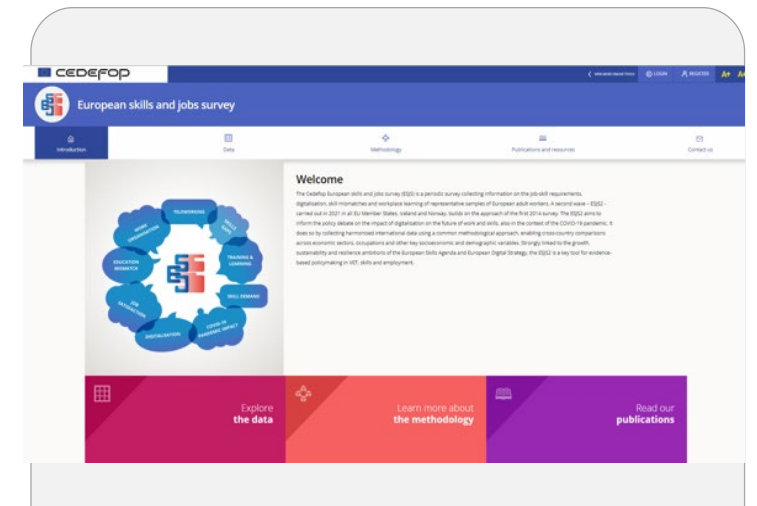 CEDEFOP
VIEW MORE ONLINE TOOLS
LOGIN
REGISTER
A+
European skills and jobs survey
Introduction
Data
Methodology
Publications and resources
Contact us
TELEWORKING
SKILLS
GAPS
TRAINING &
LEARNING
SKILL DEMAND
COVID-19
PANDEMIC IMPACT
DIGITALISATION
JOB
SATISFACTION
EDUCATION
MISMATCH
WORK
ORGANISATION
Welcome
The Cedefop European skills and jobs survey (ESJS) is a periodic survey collecting information on the job-skill requirements,
digitalisation, skill mismatches and workplace learning of representative samples of European adult workers. A second wave – ESJS2 -
carried out in 2021 in all EU Member States, Iceland and Norway, builds on the approach of the first 2014 survey. The ESJS2 aims to
inform the policy debate on the impact of digitalisation on the future of work and skills, also in the context of the COVID-19 pandemic. It
does so by collecting harmonised international data using a common methodological approach, enabling cross-country comparisons
across economic sectors, occupations and other key socioeconomic and demographic variables. Strongly linked to the growth,
sustainability and resilience ambitions of the European Skills Agenda and European Digital Strategy, the ESJS2 is a key tool for evidence-
based policymaking in VET, skills and employment.
Explore
the data
Learn more about
the methodology
Read our
publications